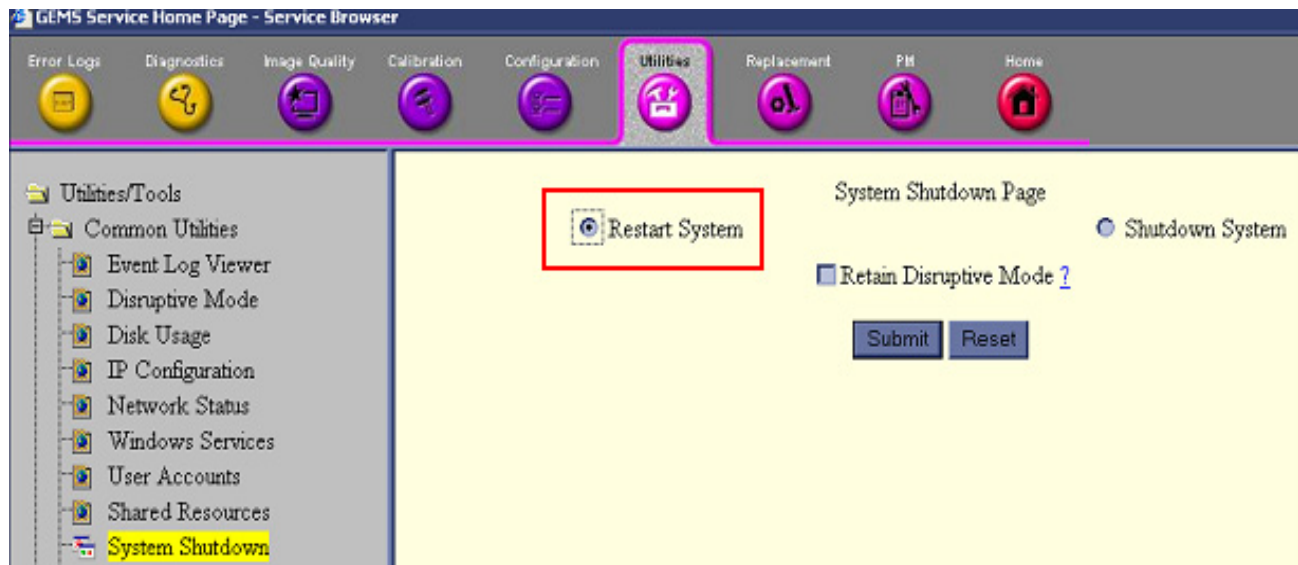 GEMS Service Home Page - Service Browser
Error Logs Diagnostics Image Quality Calibration Configuration Utilities Replacement PM Home
Utilities/Tools
Common Utilities
Event Log Viewer
Disruptive Mode
Disk Usage
IP Configuration
Network Status
Windows Services
User Accounts
Shared Resources
System Shutdown
System Shutdown Page
Restart System Shutdown System
Retain Disruptive Mode ?
Submit Reset